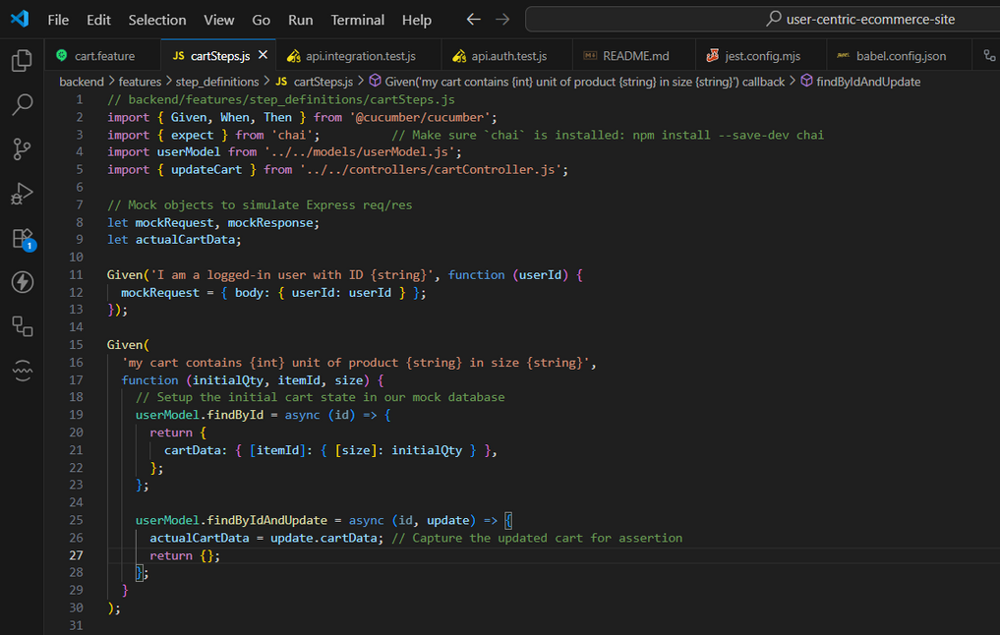 File Edit Selection View Go Run Terminal Help user-centric-ecommerce-site
cart.feature JS cartSteps.js api.integration.test.js api.auth.test.js README.md jest.config.mjs babel.config.json
backend > features > step_definitions > JS cartSteps.js > Given('my cart contains {int} unit of product {string} in size {string}') callback > findByIdAndUpdate
1 // backend/features/step_definitions/cartSteps.js
2 import { Given, When, Then } from '@cucumber/cucumber';
3 import { expect } from 'chai'; // Make sure `chai` is installed: npm install --save-dev chai
4 import userModel from '../../models/userModel.js';
5 import { updateCart } from '../../controllers/cartController.js';
6
7 // Mock objects to simulate Express req/res
8 let mockRequest, mockResponse;
9 let actualCartData;
10
11 Given('I am a logged-in user with ID {string}', function (userId) {
12 mockRequest = { body: { userId: userId } };
13 });
14
15 Given(
16 'my cart contains {int} unit of product {string} in size {string}',
17 function (initialQty, itemId, size) {
18 // Setup the initial cart state in our mock database
19 userModel.findById = async (id) => {
20 return {
21 cartData: { [itemId]: { [size]: initialQty } },
22 };
23 };
24
25 userModel.findByIdAndUpdate = async (id, update) => {
26 actualCartData = update.cartData; // Capture the updated cart for assertion
27 return {};
28 };
29 }
30 );
31
1